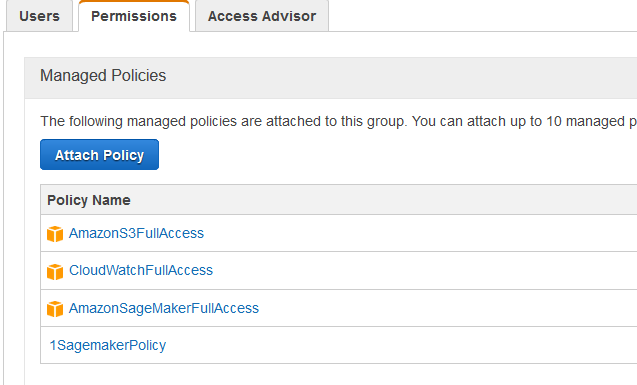 Users Permissions Access Advisor
Managed Policies
The following managed policies are attached to this group. You can attach up to 10 managed p
Attach Policy
Policy Name
AmazonS3FullAccess
CloudWatchFullAccess
AmazonSageMakerFullAccess
1SagemakerPolicy